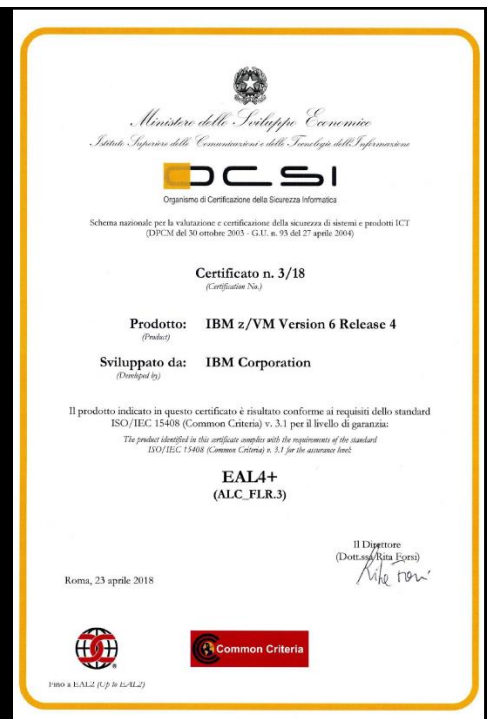 Ministero dello Sviluppo Economico
Istituto Superiore delle Comunicazioni e delle Tecnologie dell'Informazione
OCSI
Organismo di Certificazione della Sicurezza Informatica
Schema nazionale per la valutazione e certificazione della sicurezza di sistemi e prodotti ICT
(DPCM del 30 ottobre 2003 - G.U. n. 93 del 27 aprile 2004)
Certificato n. 3/18
(Certification No.)
Prodotto: IBM z/VM Version 6 Release 4
(Product)
Sviluppato da: IBM Corporation
(Developed by)
Il prodotto indicato in questo certificato è risultato conforme ai requisiti dello standard
ISO/IEC 15408 (Common Criteria) v. 3.1 per il livello di garanzia:
The product identified in this certificate complies with the requirements of the standard
ISO/IEC 15408 (Common Criteria) v. 3.1 for the assurance level:
EAL4+
(ALC_FLR.3)
Il Direttore
(Dott.ssa Rita Forsi)
Rita Forsi
Roma, 23 aprile 2018
Common Criteria
Fino a EAL2 (Up to EAL2)